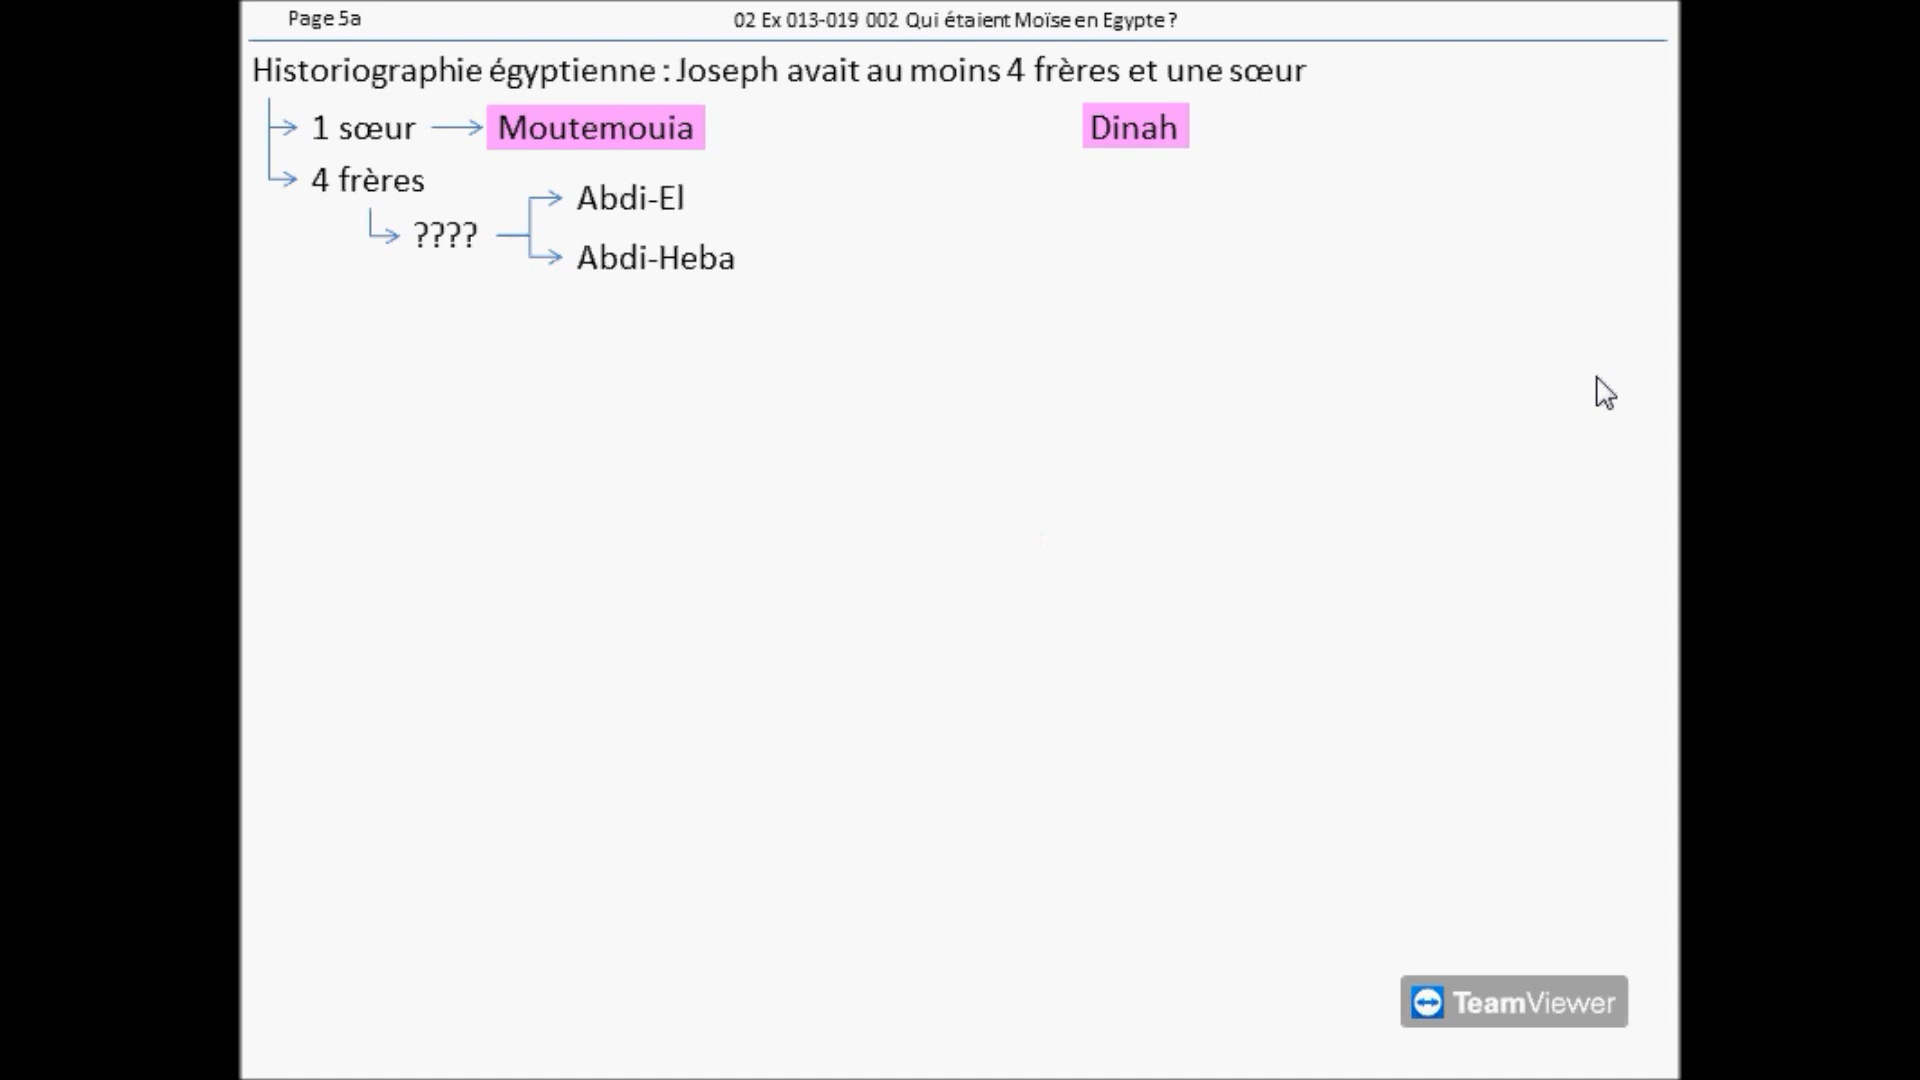 Page 5a
02 Ex 013-019 002 Qui étaient Moïse en Egypte ?
Historiographie égyptienne : Joseph avait au moins 4 frères et une sœur
1 sœur Moutemouia Dinah
4 frères
Abdi-El
????
Abdi-Heba
TeamViewer